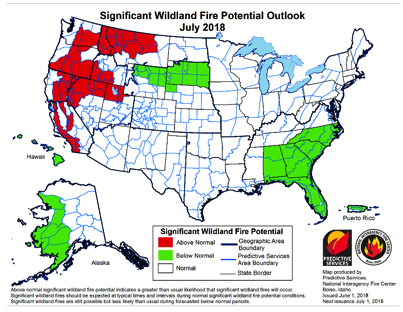 Significant Wildland Fire Potential Outlook
July 2018
Hawaii
Puerto Rico
Alaska
Significant Wildland Fire Potential
Above Normal
Below Normal
Normal
Geographic Area
Boundary
Predictive Services
Area Boundary
State Border
PREDICTIVE
SERVICES
Map produced by
Predictive Services,
National Interagency Fire Center
Boise, Idaho
Issued June 1, 2018
Next issuance July 1, 2018
Above normal significant wildland fire potential indicates a greater than usual likelihood that significant wildland fires will occur.
Significant wildland fires should be expected at typical times and intervals during normal significant wildland fire potential conditions.
Significant wildland fires are still possible but less likely than usual during forecasted below normal periods.